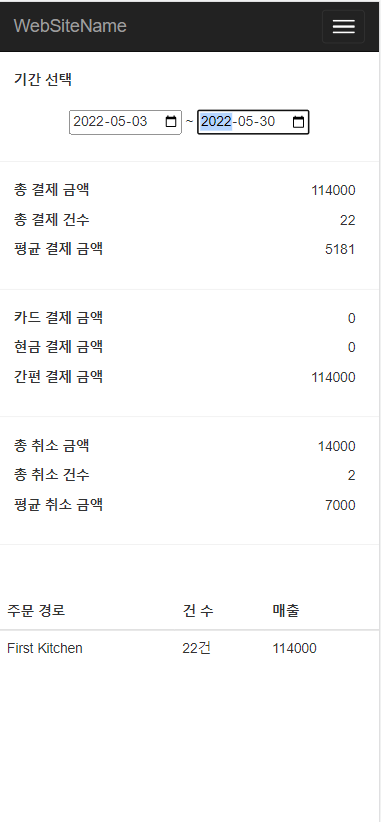 WebSiteName
기간 선택
2022-05-03 ~ 2022-05-30
총 결제 금액 114000
총 결제 건수 22
평균 결제 금액 5181
카드 결제 금액 0
현금 결제 금액 0
간편 결제 금액 114000
총 취소 금액 14000
총 취소 건수 2
평균 취소 금액 7000
주문 경로 건 수 매출
First Kitchen 22건 114000